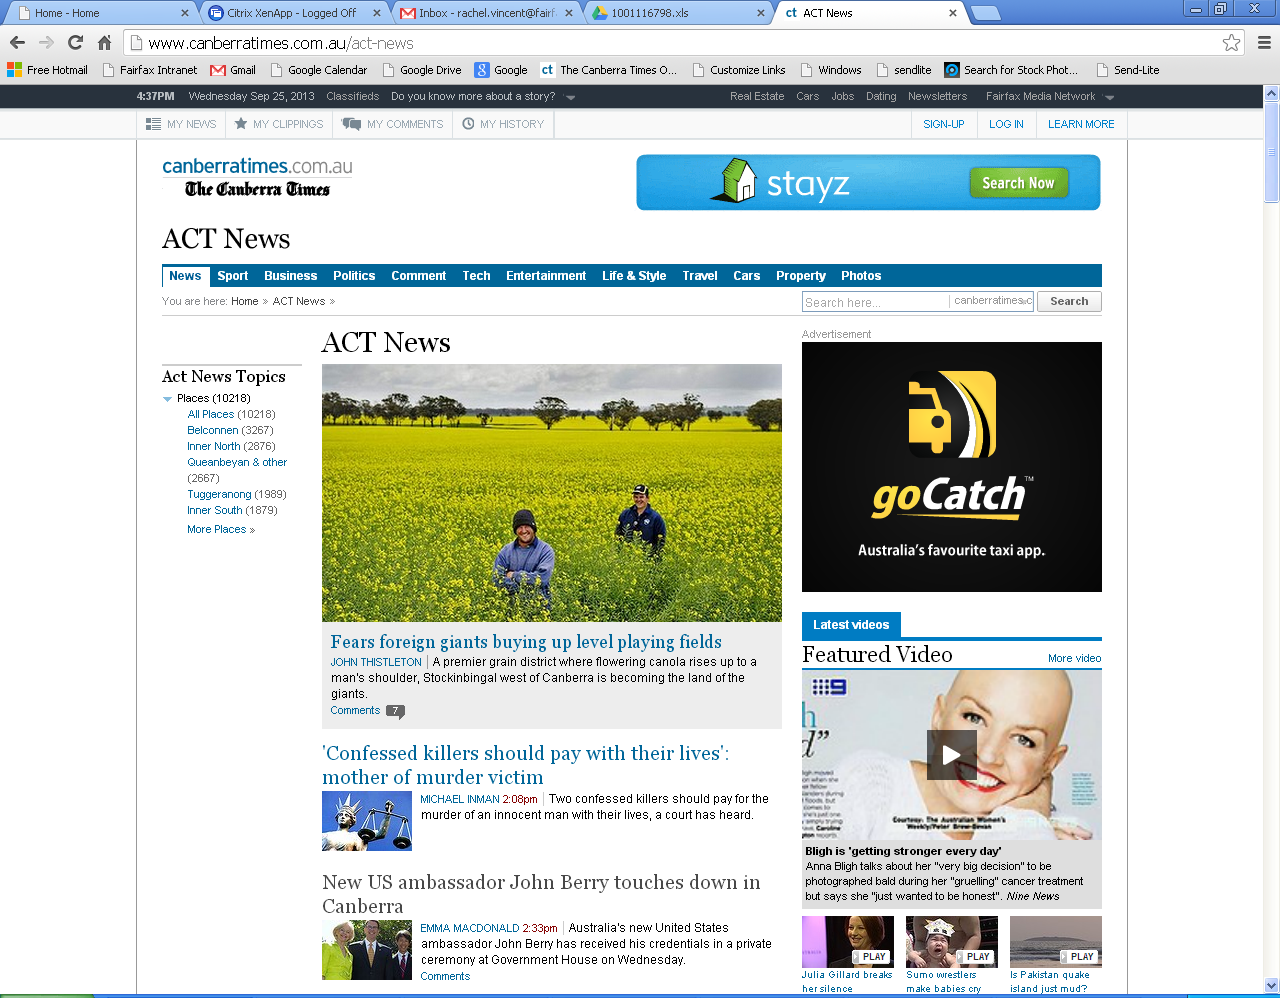 Home - Home
Citrix XenApp - Logged Off
Inbox - rachel.vincent@fairf
1001116798.xls
ct ACT News
www.canberratimes.com.au/act-news
Free Hotmail
Fairfax Intranet
Gmail
Google Calendar
Google Drive
8 Google
ct The Canberra Times O...
Customize Links
Windows
sendlite
Search for Stock Phot...
Send-Lite
4:37PM Wednesday Sep 25, 2013 Classifieds Do you know more about a story?
Real Estate Cars Jobs Dating Newsletters Fairfax Media Network
MY NEWS MY CLIPPINGS MY COMMENTS MY HISTORY
SIGN-UP LOG IN LEARN MORE
canberratimes.com.au
The Canberra Times
stayz
Search Now
ACT News
News Sport Business Politics Comment Tech Entertainment Life & Style Travel Cars Property Photos
You are here: Home » ACT News »
Search here...
Search
Act News Topics
Places (10218)
All Places (10218)
Belconnen (3267)
Inner North (2876)
Queanbeyan & other
(2667)
Tuggeranong (1989)
Inner South (1879)
More Places »
ACT News
Fears foreign giants buying up level playing fields
JOHN THISTLETON A premier grain district where flowering canola rises up to a
man's shoulder, Stockinbingal west of Canberra is becoming the land of the
giants.
Comments 7
'Confessed killers should pay with their lives':
mother of murder victim
MICHAEL INMAN 2:08pm Two confessed killers should pay for the
murder of an innocent man with their lives, a court has heard.
New US ambassador John Berry touches down in
Canberra
EMMA MACDONALD 2:33pm Australia's new United States
ambassador John Berry has received his credentials in a private
ceremony at Government House on Wednesday.
Comments
Advertisement
goCatch™
Australia's favourite taxi app.
Latest videos
Featured Video
More video
9
Courtesy: The Australian Women's
Weekly/Peter Brew-Bevan
Bligh is 'getting stronger every day'
Anna Bligh talks about her "very big decision" to be
photographed bald during her "gruelling" cancer treatment
but says she "just wanted to be honest". Nine News
PLAY
PLAY
PLAY
Julia Gillard breaks
her silence
Sumo wrestlers
make babies cry
Is Pakistan quake
island just mud?